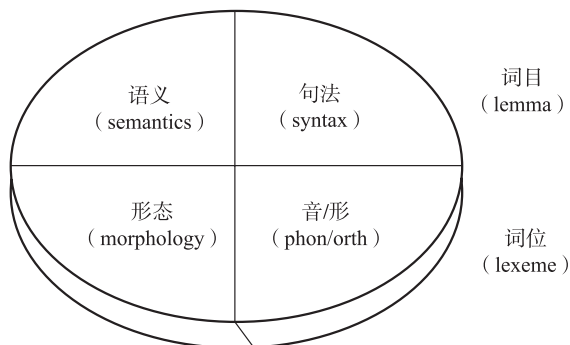 语义
（semantics）
句法
（syntax）
词目
（lemma）
形态
（morphology）
音/形
（phon/orth）
词位
（lexeme）